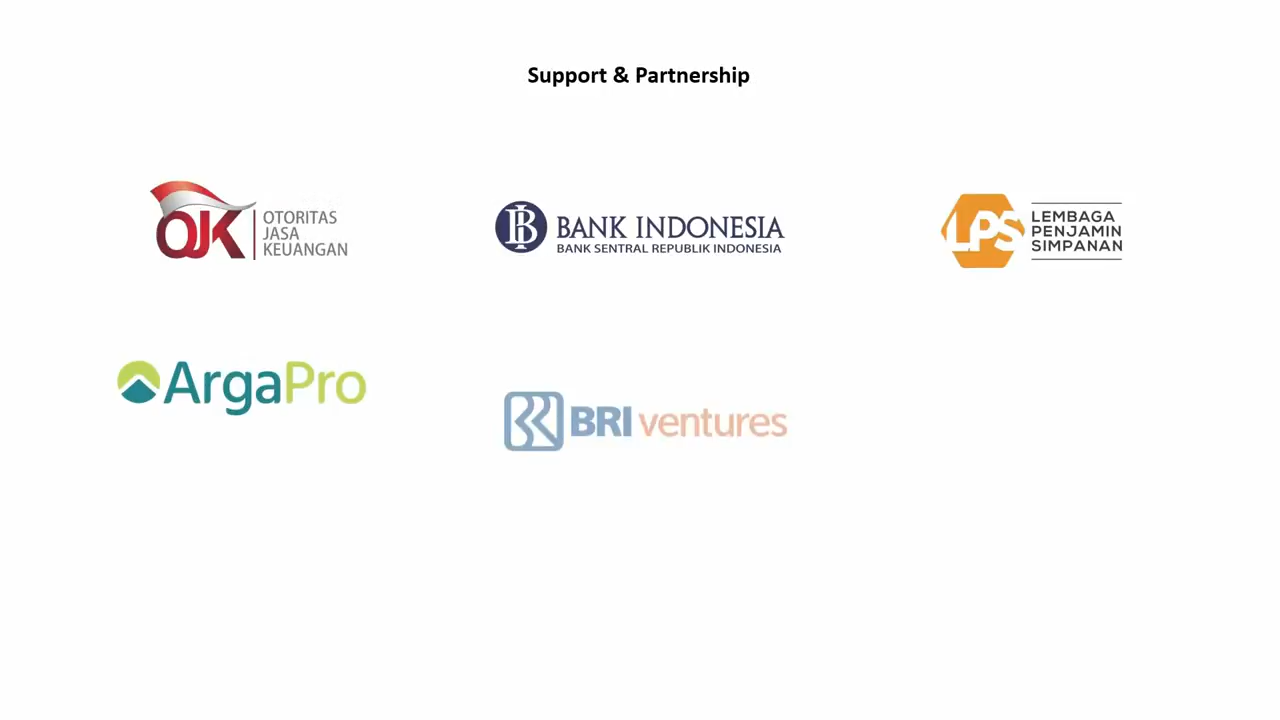 Support & Partnership
OJK
OTORITAS
JASA
KEUANGAN
BANK INDONESIA
BANK SENTRAL REPUBLIK INDONESIA
LPS
LEMBAGA
PENJAMIN
SIMPANAN
ArgaPro
BRI ventures